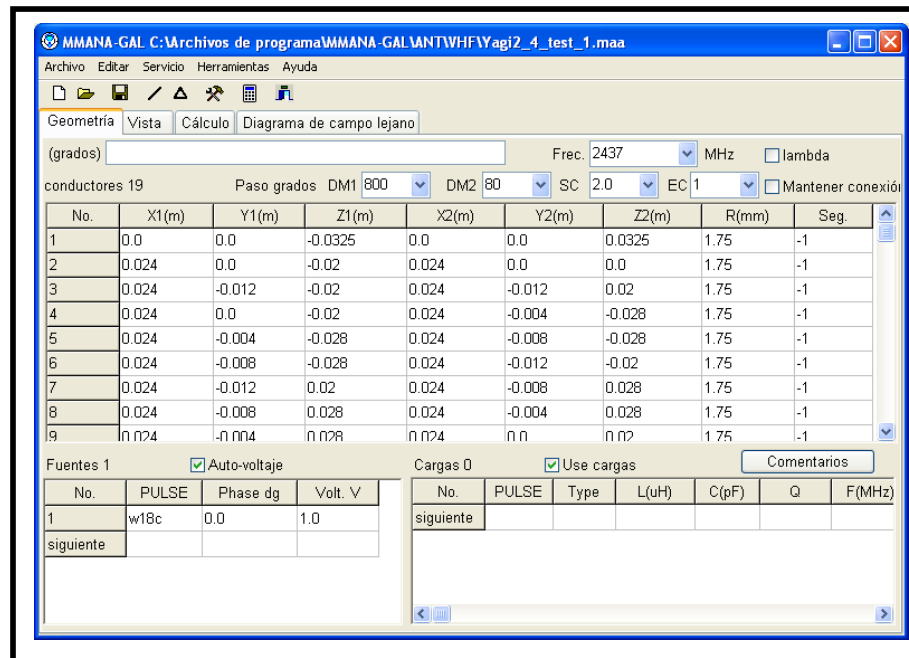 MMANA-GAL C:\Archivos de programa\MMANA-GAL\ANT\VHF\Yagi2_4_test_1.maa
Archivo Editar Servicio Herramientas Ayuda
Geometría Vista Cálculo Diagrama de campo lejano
(grados) Frec. 2437 MHz lambda
conductores 19 Paso grados DM1 800 DM2 80 SC 2.0 EC 1 Mantener conexión
No. X1(m) Y1(m) Z1(m) X2(m) Y2(m) Z2(m) R(mm) Seg.
1 0.0 0.0 -0.0325 0.0 0.0 0.0325 1.75 -1
2 0.024 0.0 -0.02 0.024 0.0 0.0 1.75 -1
3 0.024 -0.012 -0.02 0.024 -0.012 0.02 1.75 -1
4 0.024 0.0 -0.02 0.024 -0.004 -0.028 1.75 -1
5 0.024 -0.004 -0.028 0.024 -0.008 -0.028 1.75 -1
6 0.024 -0.008 -0.028 0.024 -0.012 -0.02 1.75 -1
7 0.024 -0.012 0.02 0.024 -0.008 0.028 1.75 -1
8 0.024 -0.008 0.028 0.024 -0.004 0.028 1.75 -1
9 0.024 -0.004 0.028 0.024 0.0 0.02 1.75 -1
Fuentes 1 Auto-voltaje Cargas 0 Use cargas Comentarios
No. PULSE Phase dg Volt. V No. PULSE Type L(uH) C(pF) Q F(MHz)
1 w18c 0.0 1.0 siguiente
siguiente